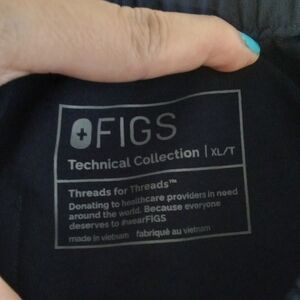 FIGS
Technical Collection | XL/T
Threads for Threads™
Donating to healthcare providers in need
around the world. Because everyone
deserves to #wearFIGS
made in vietnam fabriqué au vietnam